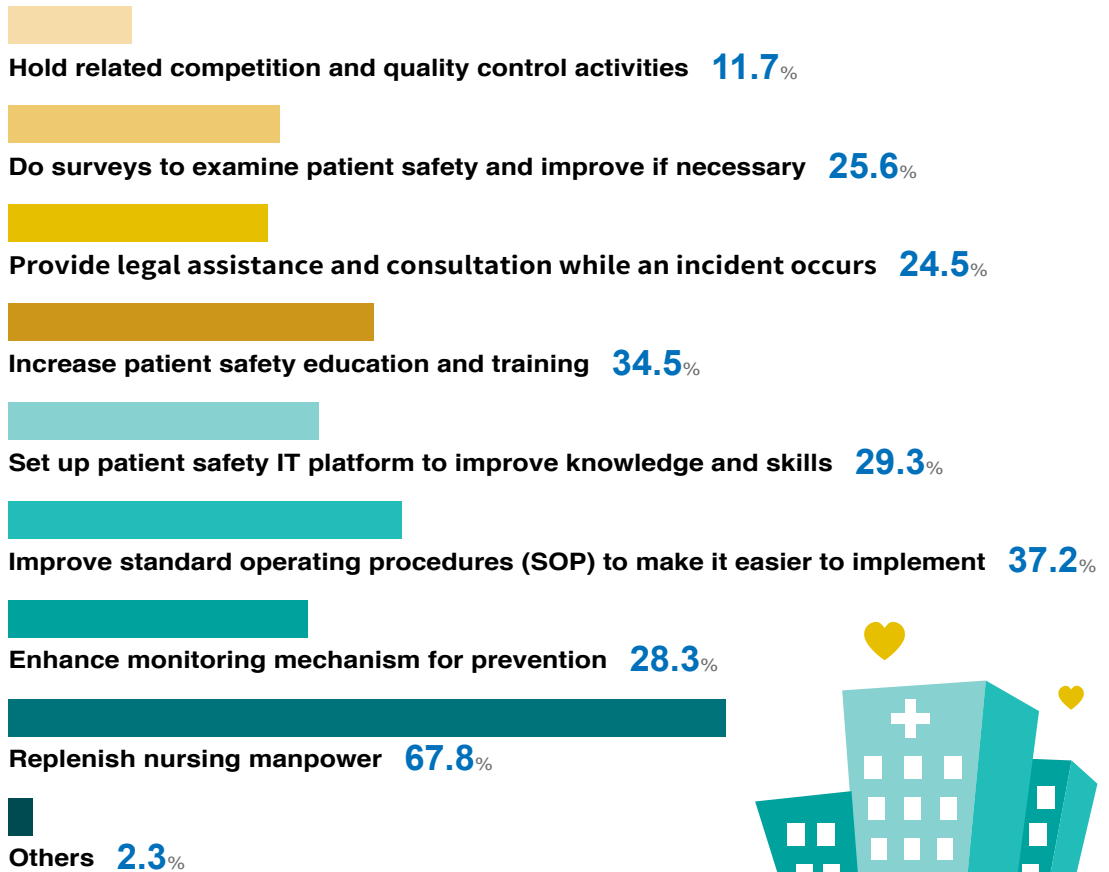 Hold related competition and quality control activities 11.7%
Do surveys to examine patient safety and improve if necessary 25.6%
Provide legal assistance and consultation while an incident occurs 24.5%
Increase patient safety education and training 34.5%
Set up patient safety IT platform to improve knowledge and skills 29.3%
Improve standard operating procedures (SOP) to make it easier to implement 37.2%
Enhance monitoring mechanism for prevention 28.3%
Replenish nursing manpower 67.8%
Others 2.3%